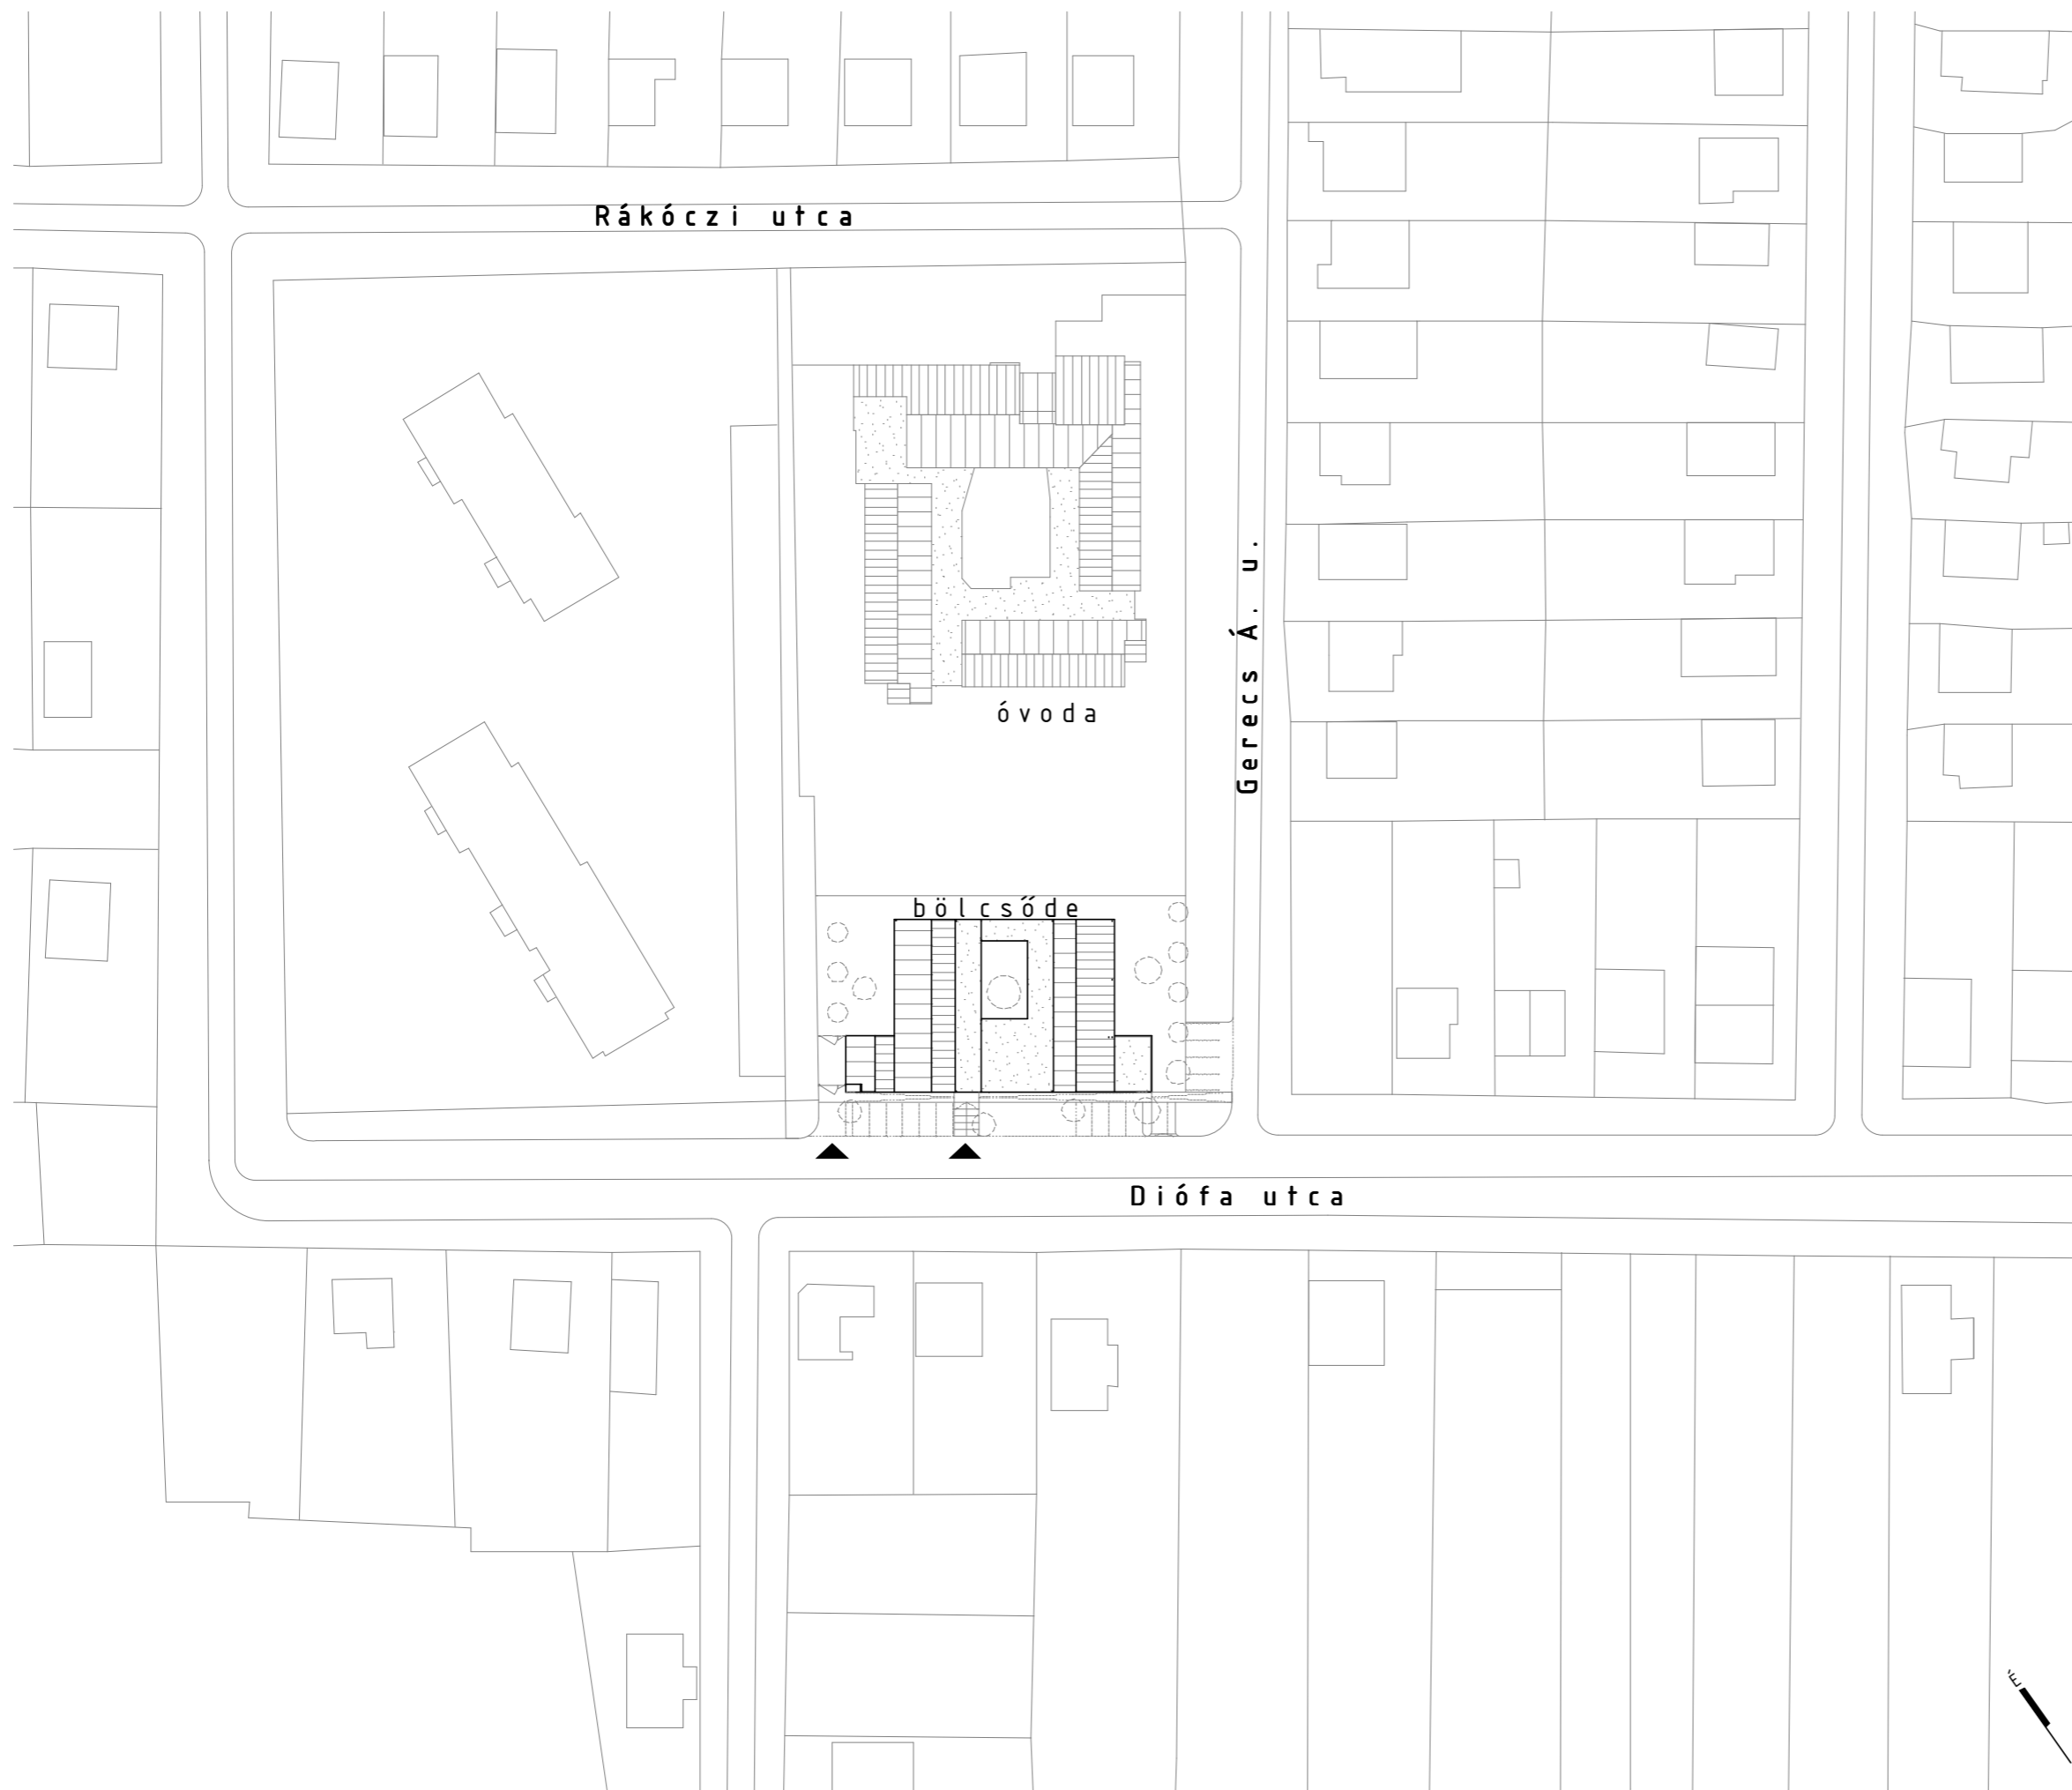 Rákóczi utca
Gerecs Á. u.
óvoda
bölcsőde
Diófa utca
É